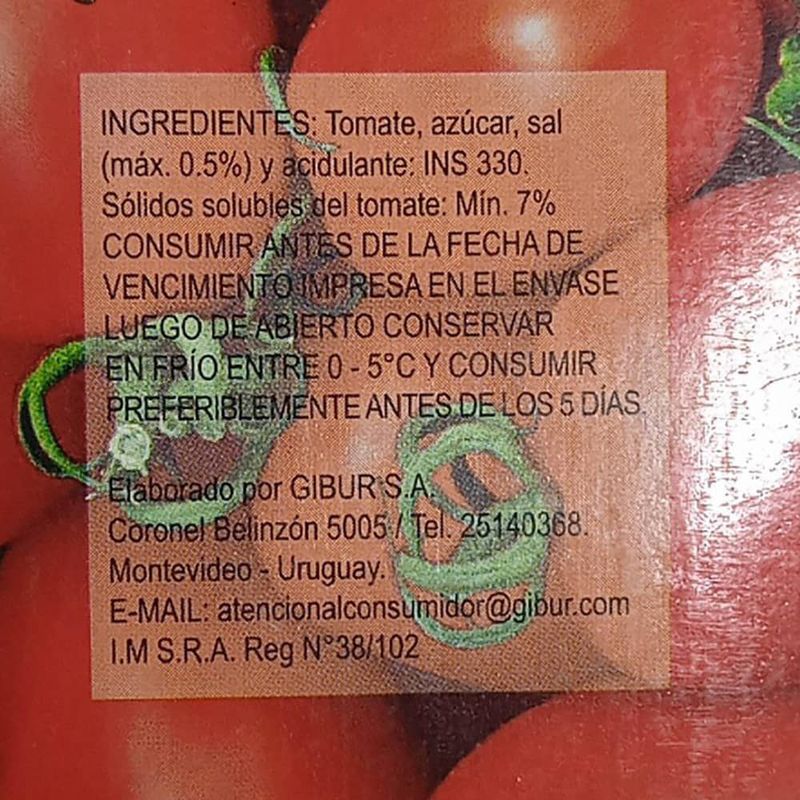 INGREDIENTES: Tomate, azúcar, sal
(máx. 0.5%) y acidulante: INS 330.
Sólidos solubles del tomate: Mín. 7%
CONSUMIR ANTES DE LA FECHA DE
VENCIMIENTO IMPRESA EN EL ENVASE
LUEGO DE ABIERTO CONSERVAR
EN FRÍO ENTRE 0 - 5°C Y CONSUMIR
PREFERIBLEMENTE ANTES DE LOS 5 DÍAS.
Elaborado por GIBUR S.A.
Coronel Belinzón 5005 / Tel. 25140368.
Montevideo - Uruguay.
E-MAIL: atencionalconsumidor@gibur.com
I.M S.R.A. Reg N°38/102